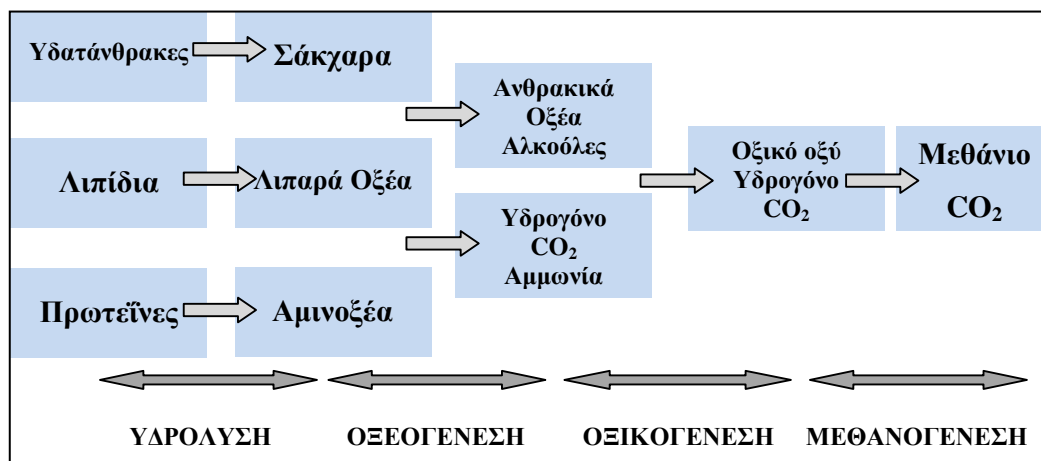 Υδατάνθρακες
Σάκχαρα
Λιπίδια
Λιπαρά Οξέα
Πρωτεΐνες
Αμινοξέα
Ανθρακικά
Οξέα
Αλκοόλες
Υδρογόνο
CO₂
Αμμωνία
Οξικό οξύ
Υδρογόνο
CO₂
Μεθάνιο
CO₂
ΥΔΡΟΛΥΣΗ
ΟΞΕΟΓΕΝΕΣΗ
ΟΞΙΚΟΓΕΝΕΣΗ
ΜΕΘΑΝΟΓΕΝΕΣΗ